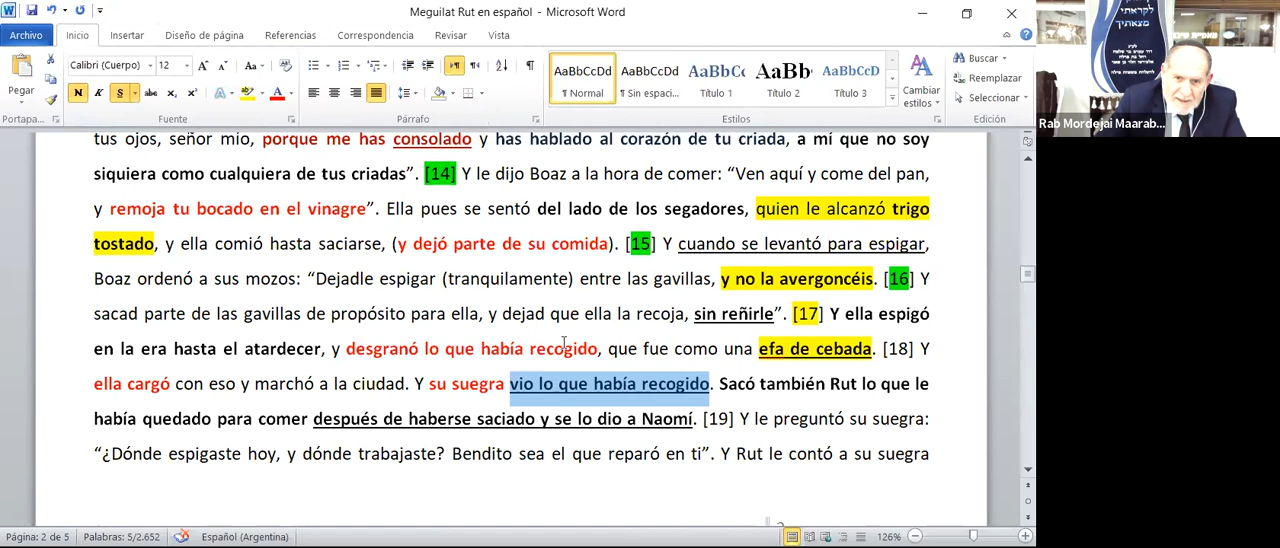 Meguilat Rut en español - Microsoft Word
Archivo Inicio Insertar Diseño de página Referencias Correspondencia Revisar Vista
Pegar
Calibri (Cuerpo) 12
N K S abc x₂ x²
AaBbCcDd AaBbCcDd AaBbCc AaBb AaBbCcD
¶ Normal ¶ Sin espaci... Título 1 Título 2 Título 3
Cambiar estilos
Buscar
Reemplazar
Seleccionar
Portapa... Fuente Párrafo Estilos Edición
tus ojos, señor mío, porque me has consolado y has hablado al corazón de tu criada, a mí que no soy
siquiera como cualquiera de tus criadas”. [14] Y le dijo Boaz a la hora de comer: “Ven aquí y come del pan,
y remoja tu bocado en el vinagre”. Ella pues se sentó del lado de los segadores, quien le alcanzó trigo
tostado, y ella comió hasta saciarse, (y dejó parte de su comida). [15] Y cuando se levantó para espigar,
Boaz ordenó a sus mozos: “Dejadle espigar (tranquilamente) entre las gavillas, y no la avergoncéis. [16] Y
sacad parte de las gavillas de propósito para ella, y dejad que ella la recoja, sin reñirle”. [17] Y ella espigó
en la era hasta el atardecer, y desgranó lo que había recogido, que fue como una efa de cebada. [18] Y
ella cargó con eso y marchó a la ciudad. Y su suegra vio lo que había recogido. Sacó también Rut lo que le
había quedado para comer después de haberse saciado y se lo dio a Naomí. [19] Y le preguntó su suegra:
“¿Dónde espigaste hoy, y dónde trabajaste? Bendito sea el que reparó en ti”. Y Rut le contó a su suegra
Página: 2 de 5 Palabras: 5/2.652 Español (Argentina) 126%
לקראתי
מצאתיך
Rab Mordejai Maarab...